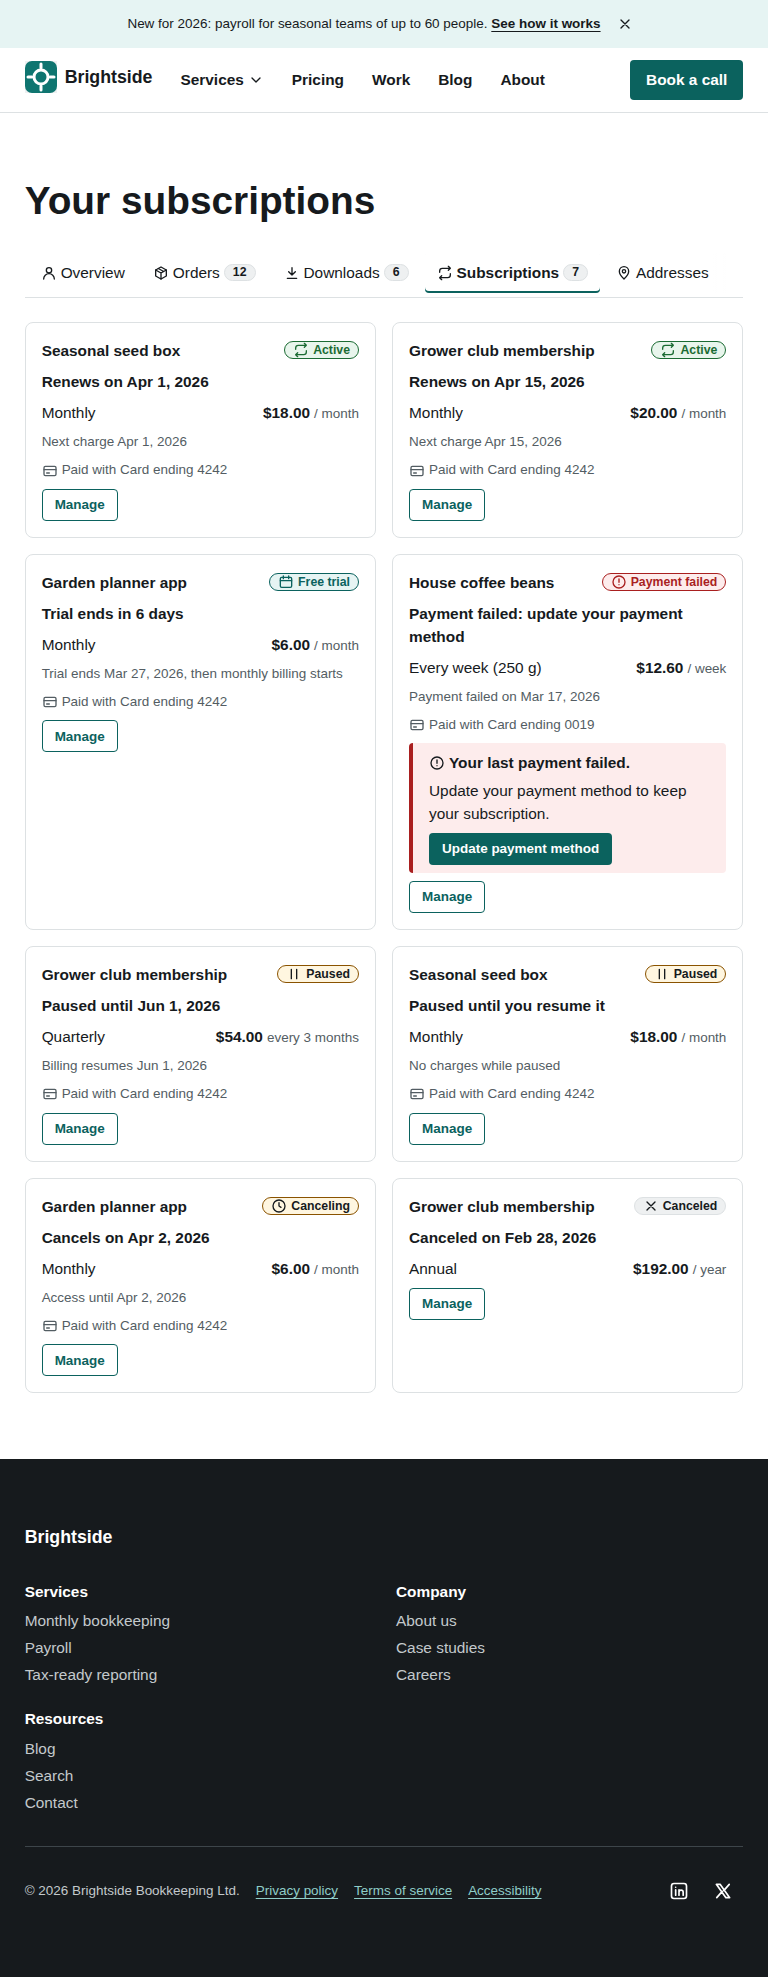 New for 2026: payroll for seasonal teams of up to 60 people. See how it works
Brightside
Services
Pricing
Work
Blog
About
Book a call
Your subscriptions
Overview
Orders 12
Downloads 6
Subscriptions 7
Addresses
Seasonal seed box
Active
Renews on Apr 1, 2026
Monthly
$18.00 / month
Next charge Apr 1, 2026
Paid with Card ending 4242
Manage
Grower club membership
Active
Renews on Apr 15, 2026
Monthly
$20.00 / month
Next charge Apr 15, 2026
Paid with Card ending 4242
Manage
Garden planner app
Free trial
Trial ends in 6 days
Monthly
$6.00 / month
Trial ends Mar 27, 2026, then monthly billing starts
Paid with Card ending 4242
Manage
House coffee beans
Payment failed
Payment failed: update your payment
method
Every week (250 g)
$12.60 / week
Payment failed on Mar 17, 2026
Paid with Card ending 0019
Your last payment failed.
Update your payment method to keep
your subscription.
Update payment method
Manage
Grower club membership
Paused
Paused until Jun 1, 2026
Quarterly
$54.00 every 3 months
Billing resumes Jun 1, 2026
Paid with Card ending 4242
Manage
Seasonal seed box
Paused
Paused until you resume it
Monthly
$18.00 / month
No charges while paused
Paid with Card ending 4242
Manage
Garden planner app
Canceling
Cancels on Apr 2, 2026
Monthly
$6.00 / month
Access until Apr 2, 2026
Paid with Card ending 4242
Manage
Grower club membership
Canceled
Canceled on Feb 28, 2026
Annual
$192.00 / year
Manage
Brightside
Services
Monthly bookkeeping
Payroll
Tax-ready reporting
Company
About us
Case studies
Careers
Resources
Blog
Search
Contact
© 2026 Brightside Bookkeeping Ltd.
Privacy policy
Terms of service
Accessibility